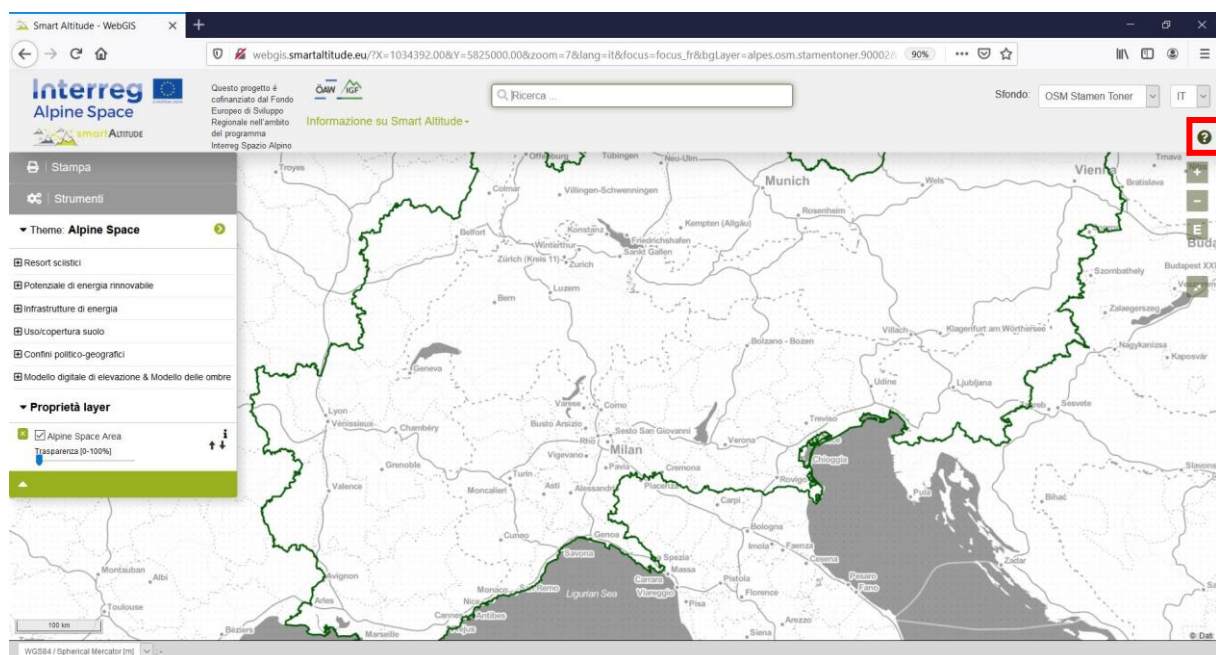 Smart Altitude - WebGIS
webgis.smartaltitude.eu/?X=1034392.00&Y=5825000.00&zoom=7&lang=it&focus=focus_fr&bgLayer=alpes.osm.stamentoner.90002
90%
Interreg
Alpine Space
smartALTITUDE
Questo progetto è
cofinanziato dal Fondo
Europeo di Sviluppo
Regionale nell'ambito
del programma
Interreg Spazio Alpino
ÖAW IGF
Informazione su Smart Altitude
Ricerca ...
Sfondo: OSM Stamen Toner IT
?
Stampa
Strumenti
Theme: Alpine Space
Resort sciistici
Potenziale di energia rinnovabile
Infrastrutture di energia
Uso/copertura suolo
Confini politico-geografici
Modello digitale di elevazione & Modello delle ombre
Proprietà layer
Alpine Space Area
i
Trasparenza [0-100%]
+
−
E
Troyes
Offenburg
Tübingen
Neu-Ulm
Trnava
Colmar
Villingen-Schwenningen
Munich
Wels
Vienna
Bratislava
Rosenheim
Belfort
Konstanz
Kempten (Allgäu)
Friedrichshafen
Winterthur
Sankt Gallen
Zürich (Kreis 11)
Zurich
Szombathely
Budapest XXI
Luzern
Bern
Zalaegerszeg
Villach
Klagenfurt am Wörthersee
Bolzano - Bozen
Nagykanizsa
Kaposvár
Geneva
Udine
Ljubljana
Varese
Como
Sesvete
Lyon
Vénissieux
Chambéry
Busto Arsizio
Sesto San Giovanni
Treviso
Rho
Milan
Verona
Vigevano
Chioggia
Grenoble
Pavia
Cremona
Turin
Rovigo
Valence
Moncalieri
Asti
Piacenza
Pula
Bihać
Carpi
Bologna
Cuneo
Genoa
Imola
Faenza
Savona
Spezia
Cesena
Zadar
Montauban
Albi
Avignon
Massa
Carrara
Pistoia
Pesaro
Fano
Monaco
Ligurian Sea
Viareggio
Florence
Toulouse
Arles
Nice
Pisa
Cannes
Antibes
Arezzo
100 km
Béziers
Marseille
Siena
© Dati
WGS84 / Spherical Mercator [m]